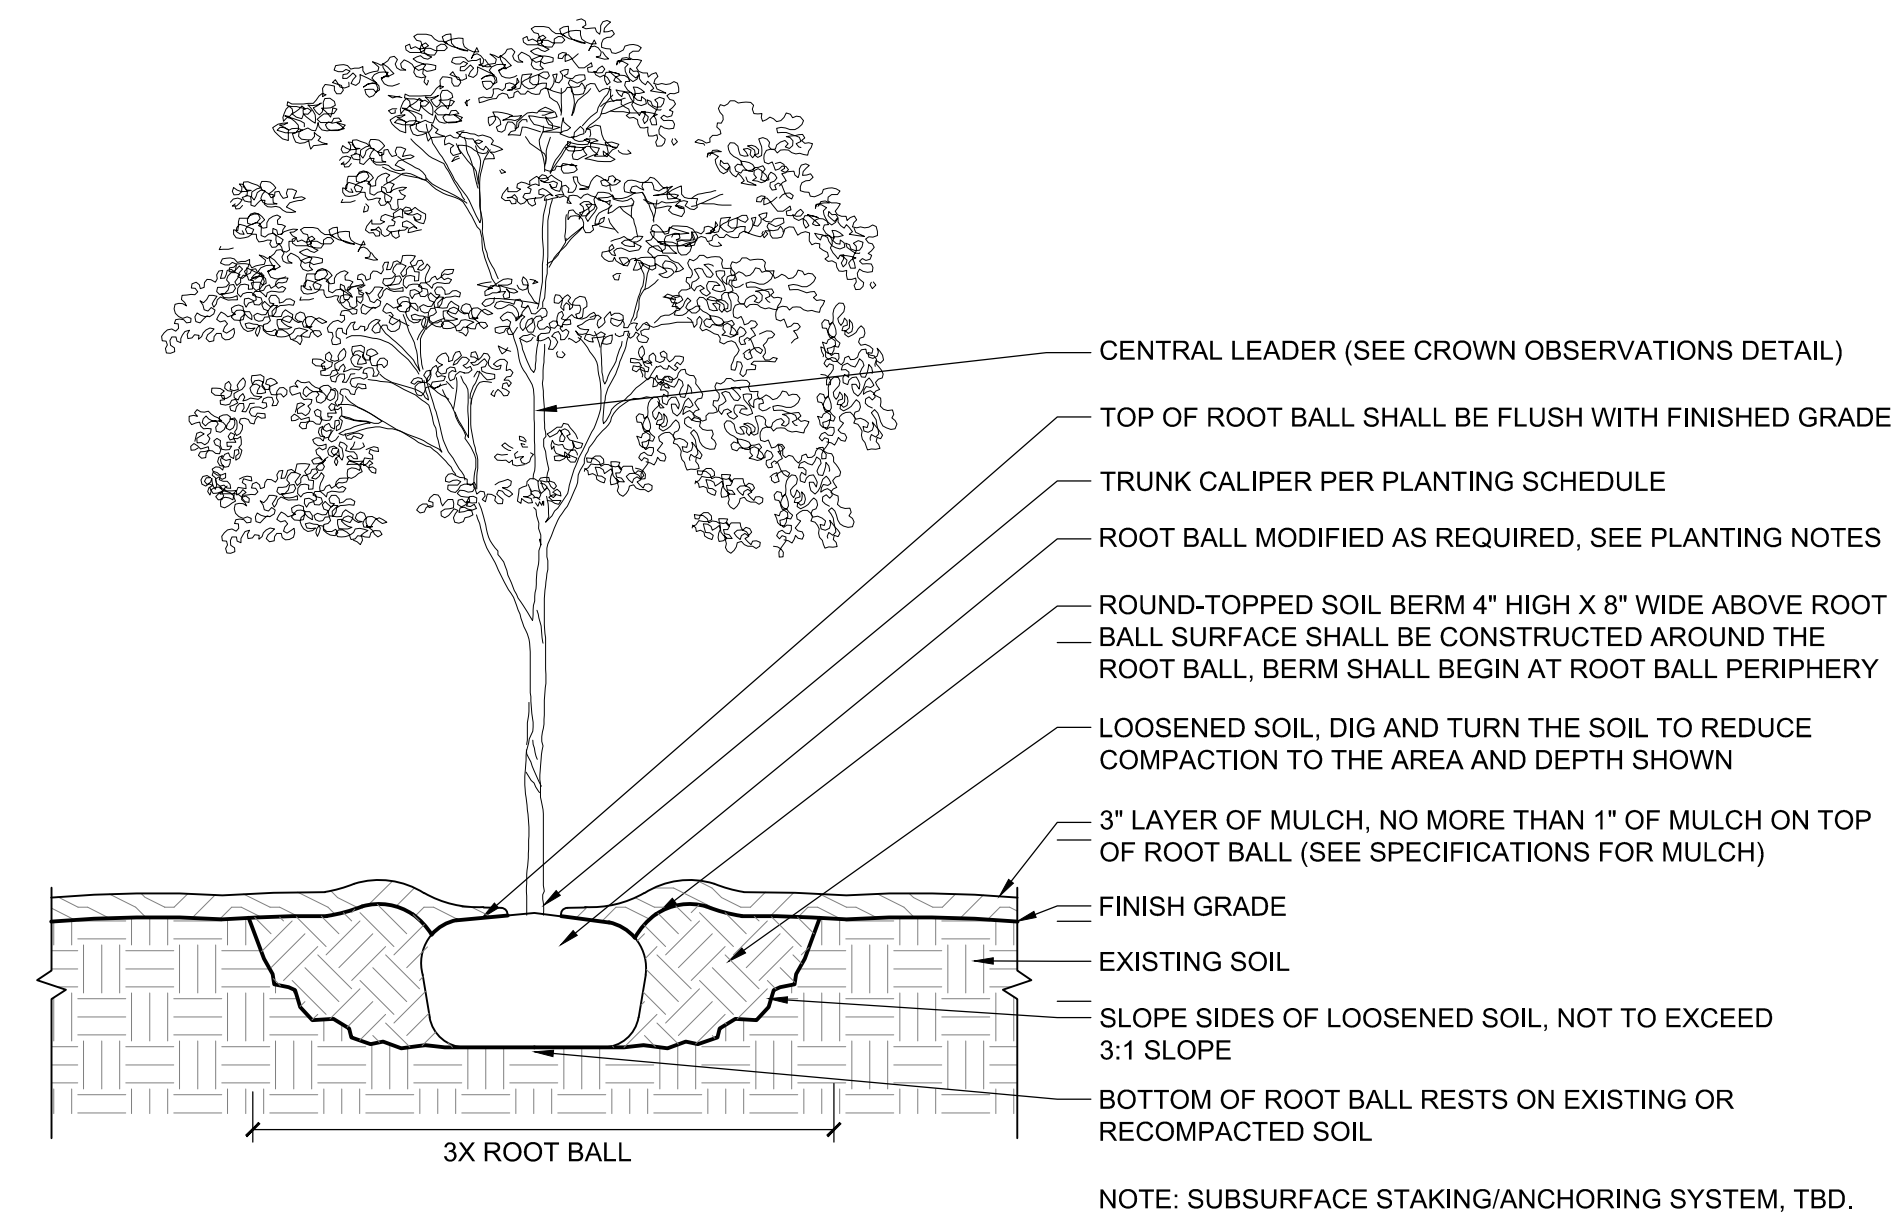 CENTRAL LEADER (SEE CROWN OBSERVATIONS DETAIL)
TOP OF ROOT BALL SHALL BE FLUSH WITH FINISHED GRADE
TRUNK CALIPER PER PLANTING SCHEDULE
ROOT BALL MODIFIED AS REQUIRED, SEE PLANTING NOTES
ROUND-TOPPED SOIL BERM 4" HIGH X 8" WIDE ABOVE ROOT
BALL SURFACE SHALL BE CONSTRUCTED AROUND THE
ROOT BALL, BERM SHALL BEGIN AT ROOT BALL PERIPHERY
LOOSENED SOIL, DIG AND TURN THE SOIL TO REDUCE
COMPACTION TO THE AREA AND DEPTH SHOWN
3" LAYER OF MULCH, NO MORE THAN 1" OF MULCH ON TOP
OF ROOT BALL (SEE SPECIFICATIONS FOR MULCH)
FINISH GRADE
EXISTING SOIL
SLOPE SIDES OF LOOSENED SOIL, NOT TO EXCEED
3:1 SLOPE
BOTTOM OF ROOT BALL RESTS ON EXISTING OR
RECOMPACTED SOIL
3X ROOT BALL
NOTE: SUBSURFACE STAKING/ANCHORING SYSTEM, TBD.